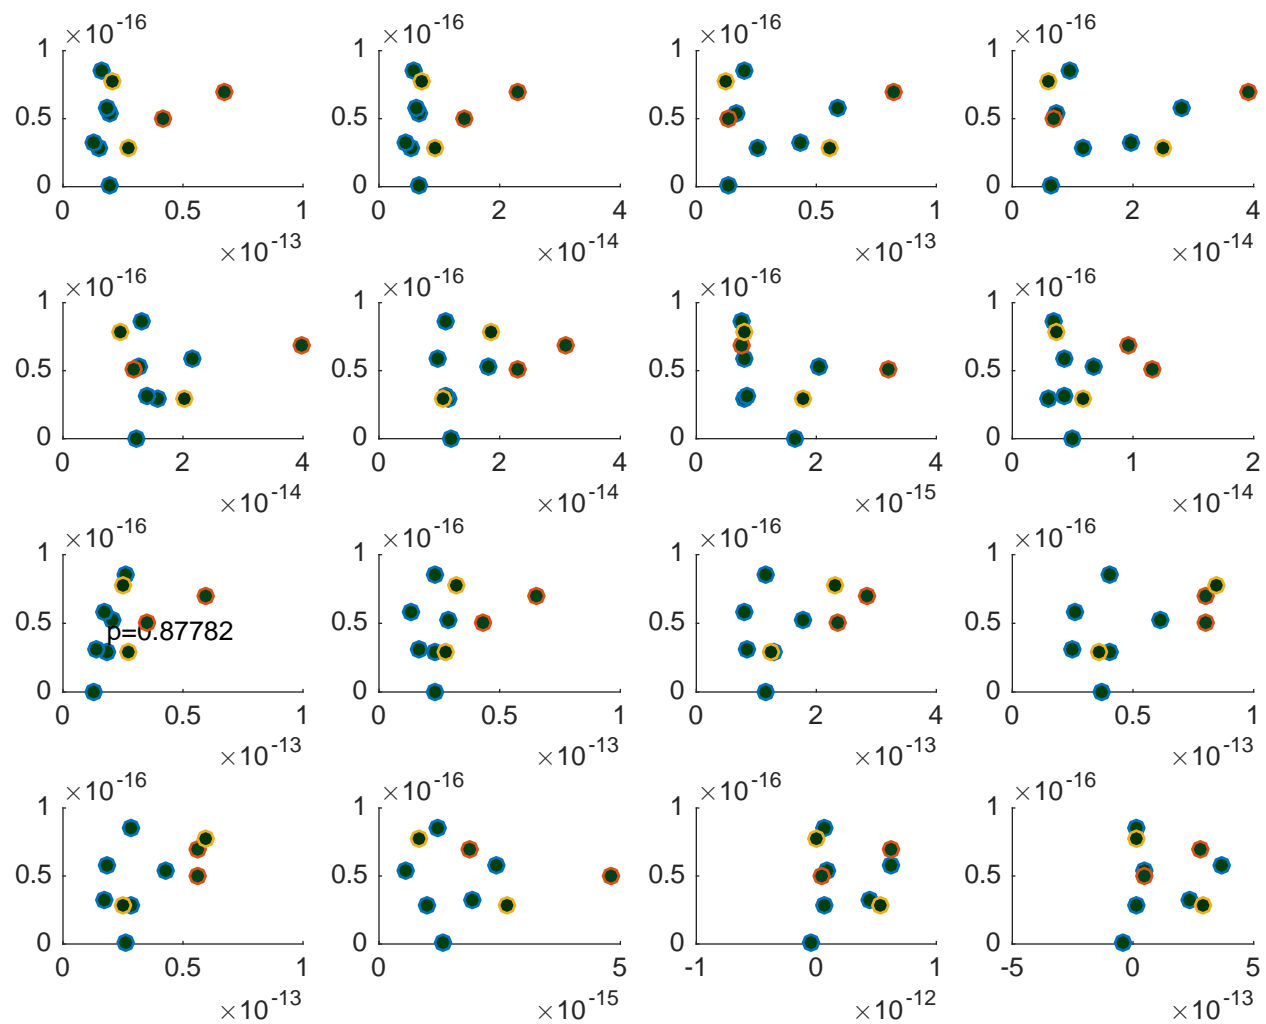 ×10-16 ×10-16 ×10-16 ×10-16
1 1 1 1
0.5 0.5 0.5 0.5
0 0 0 0
0 0.5 1 0 2 4 0 0.5 1 0 2 4
×10-13 ×10-14 ×10-13 ×10-14
×10-16 ×10-16 ×10-16 ×10-16
1 1 1 1
0.5 0.5 0.5 0.5
0 0 0 0
0 2 4 0 2 4 0 2 4 0 1 2
×10-14 ×10-14 ×10-15 ×10-14
×10-16 ×10-16 ×10-16 ×10-16
1 1 1 1
0.5 0.5 0.5 0.5
p=0.87782
0 0 0 0
0 0.5 1 0 0.5 1 0 2 4 0 0.5 1
×10-13 ×10-13 ×10-13 ×10-13
×10-16 ×10-16 ×10-16 ×10-16
1 1 1 1
0.5 0.5 0.5 0.5
0 0 0 0
0 0.5 1 0 5 -1 0 1 -5 0 5
×10-13 ×10-15 ×10-12 ×10-13